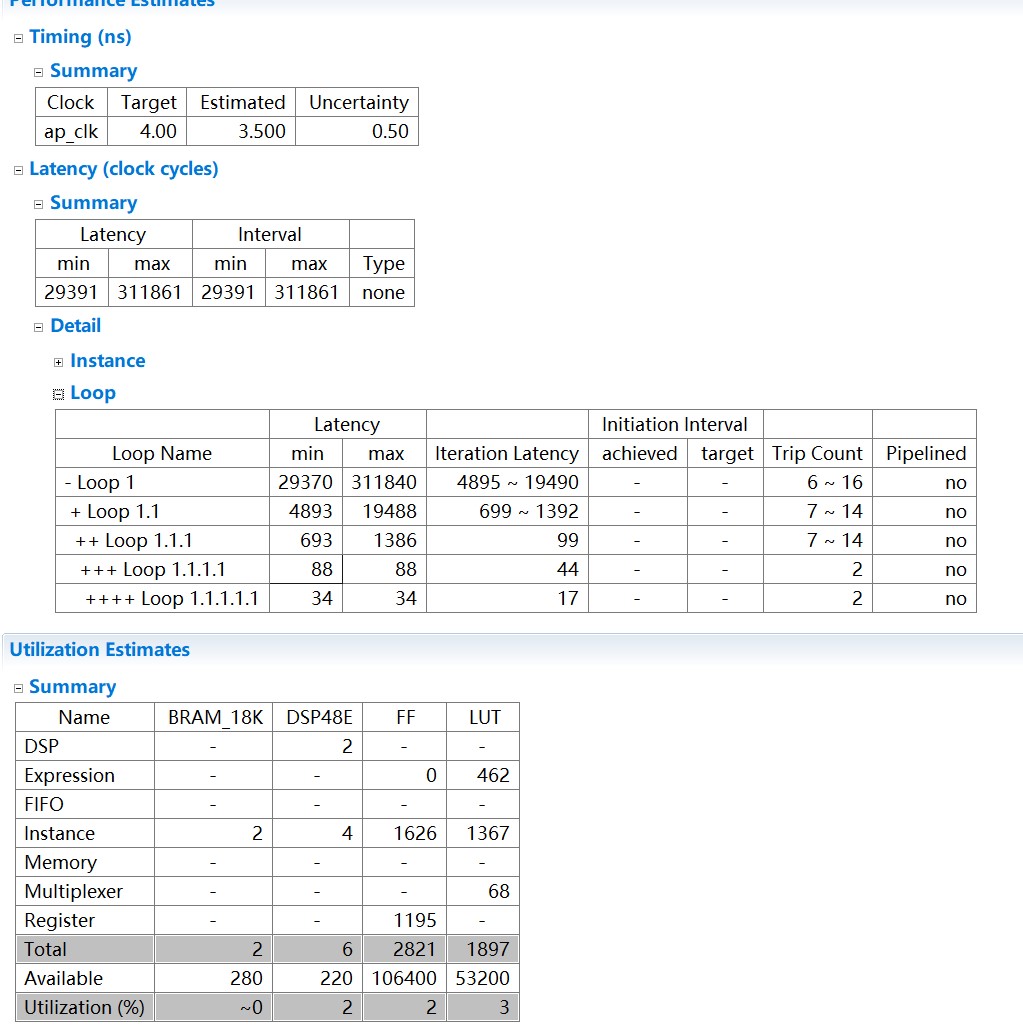 Performance Estimates
Timing (ns)
Summary
Clock Target Estimated Uncertainty
ap_clk 4.00 3.500 0.50
Latency (clock cycles)
Summary
Latency Interval
min max min max Type
29391 311861 29391 311861 none
Detail
Instance
Loop
Latency Initiation Interval
Loop Name min max Iteration Latency achieved target Trip Count Pipelined
- Loop 1 29370 311840 4895 ~ 19490 - - 6 ~ 16 no
+ Loop 1.1 4893 19488 699 ~ 1392 - - 7 ~ 14 no
++ Loop 1.1.1 693 1386 99 - - 7 ~ 14 no
+++ Loop 1.1.1.1 88 88 44 - - 2 no
++++ Loop 1.1.1.1.1 34 34 17 - - 2 no
Utilization Estimates
Summary
Name BRAM_18K DSP48E FF LUT
DSP - 2 - -
Expression - - 0 462
FIFO - - - -
Instance 2 4 1626 1367
Memory - - - -
Multiplexer - - - 68
Register - - 1195 -
Total 2 6 2821 1897
Available 280 220 106400 53200
Utilization (%) ~0 2 2 3